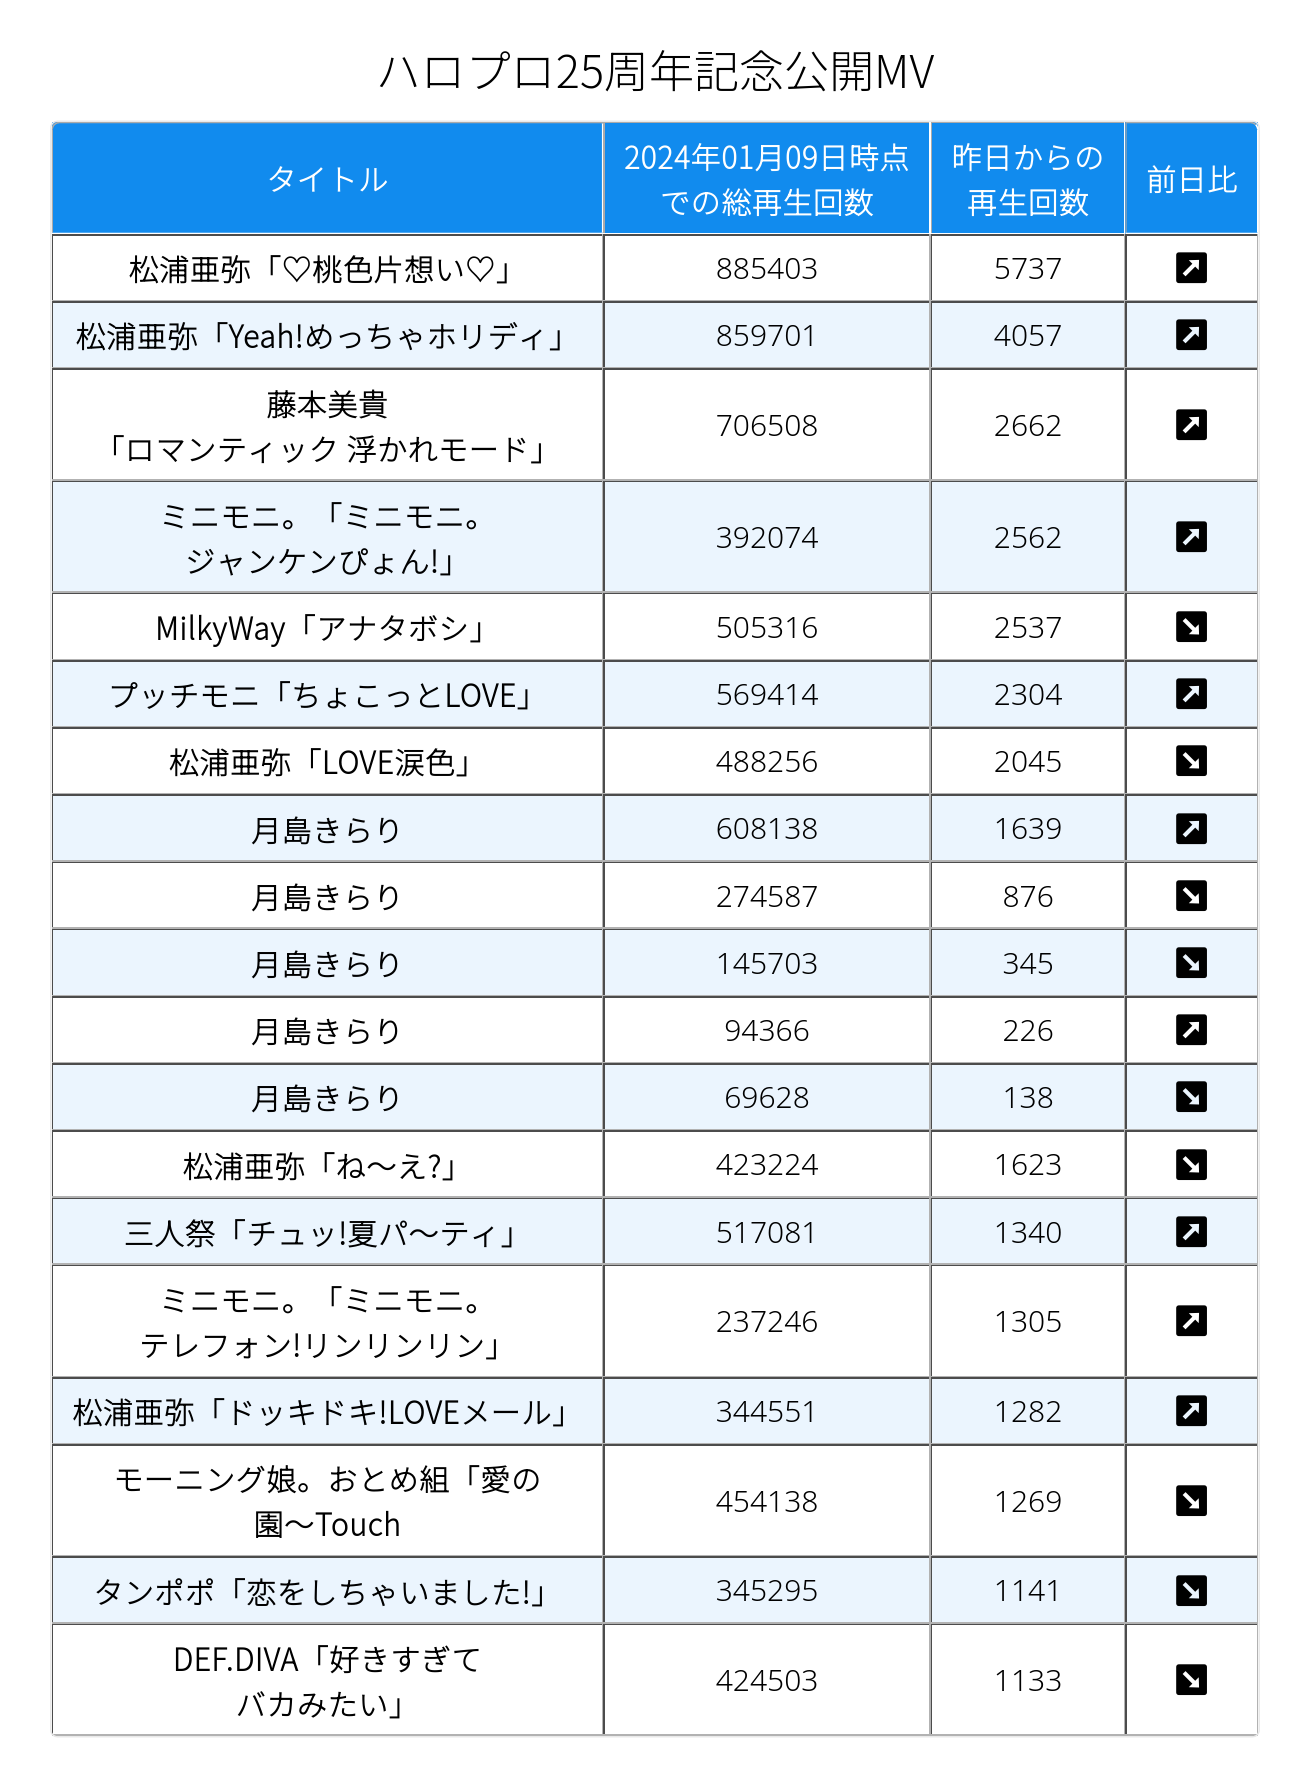 ハロプロ25周年記念公開MV
タイトル
2024年01月09日時点
での総再生回数
昨日からの
再生回数
前日比
松浦亜弥「♡桃色片想い♡」 885403 5737 ↗
松浦亜弥「Yeah!めっちゃホリディ」 859701 4057 ↗
藤本美貴
「ロマンティック 浮かれモード」 706508 2662 ↗
ミニモニ。「ミニモニ。
ジャンケンぴょん!」 392074 2562 ↗
MilkyWay「アナタボシ」 505316 2537 ↘
プッチモニ「ちょこっとLOVE」 569414 2304 ↗
松浦亜弥「LOVE涙色」 488256 2045 ↘
月島きらり 608138 1639 ↗
月島きらり 274587 876 ↘
月島きらり 145703 345 ↘
月島きらり 94366 226 ↗
月島きらり 69628 138 ↘
松浦亜弥「ね〜え?」 423224 1623 ↘
三人祭「チュッ!夏パ〜ティ」 517081 1340 ↗
ミニモニ。「ミニモニ。
テレフォン!リンリンリン」 237246 1305 ↗
松浦亜弥「ドッキドキ!LOVEメール」 344551 1282 ↗
モーニング娘。おとめ組「愛の
園〜Touch 454138 1269 ↘
タンポポ「恋をしちゃいました!」 345295 1141 ↘
DEF.DIVA「好きすぎて
バカみたい」 424503 1133 ↘